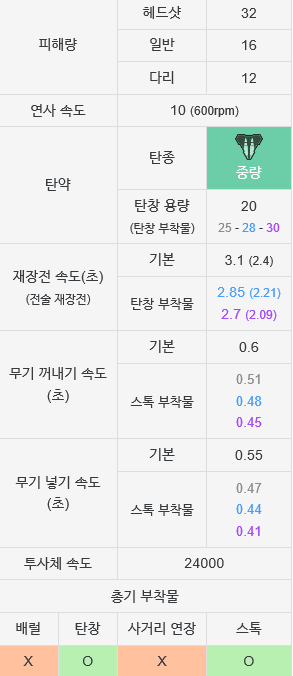 피해량
헤드샷 32
일반 16
다리 12
연사 속도 10 (600rpm)
탄약
탄종 중량
탄창 용량
(탄창 부착물)
20
25 - 28 - 30
재장전 속도(초)
(전술 재장전)
기본 3.1 (2.4)
탄창 부착물
2.85 (2.21)
2.7 (2.09)
무기 꺼내기 속도
(초)
기본 0.6
스톡 부착물
0.51
0.48
0.45
무기 넣기 속도
(초)
기본 0.55
스톡 부착물
0.47
0.44
0.41
투사체 속도 24000
총기 부착물
배럴 탄창 사거리 연장 스톡
X O X O